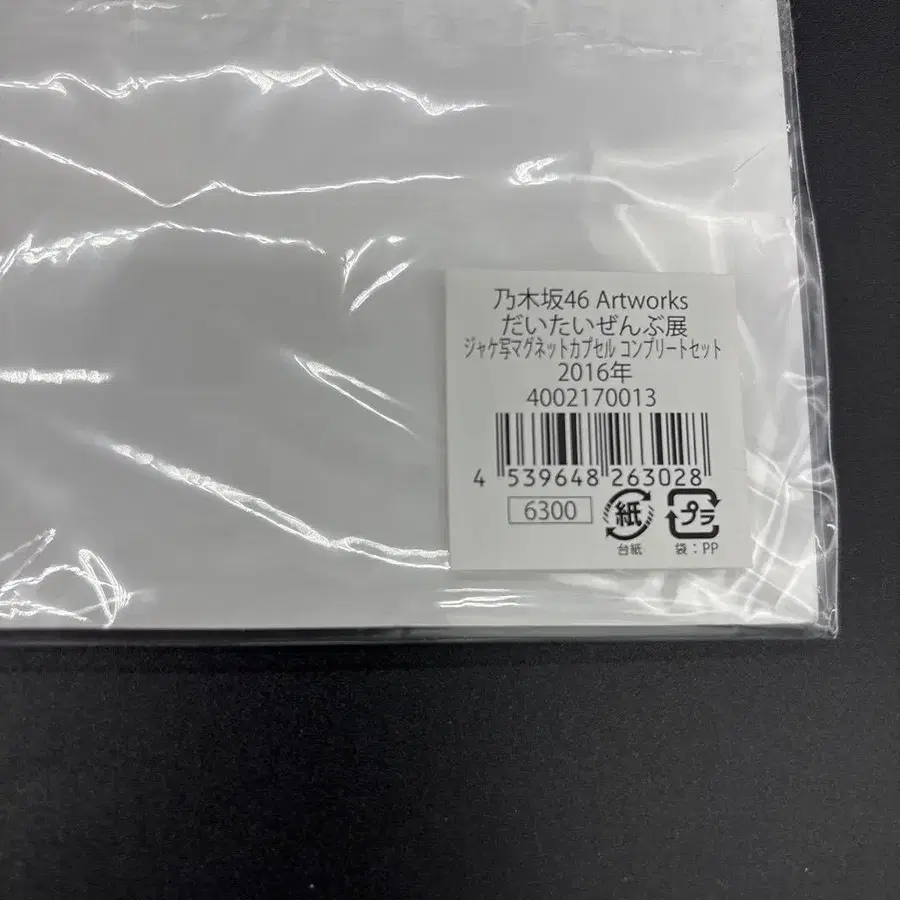 乃木坂46 Artworks
だいたいぜんぶ展
ジャケ写マグネットカプセル コンプリートセット
2016年
4002170013
4 539648 263028
6300
紙 プラ
台紙 袋：PP